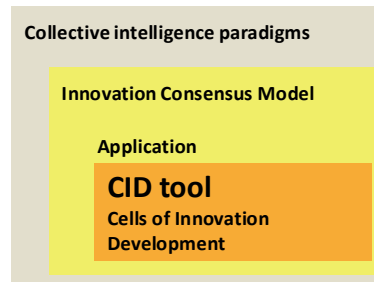 Collective intelligence paradigms
Innovation Consensus Model
Application
CID tool
Cells of Innovation
Development